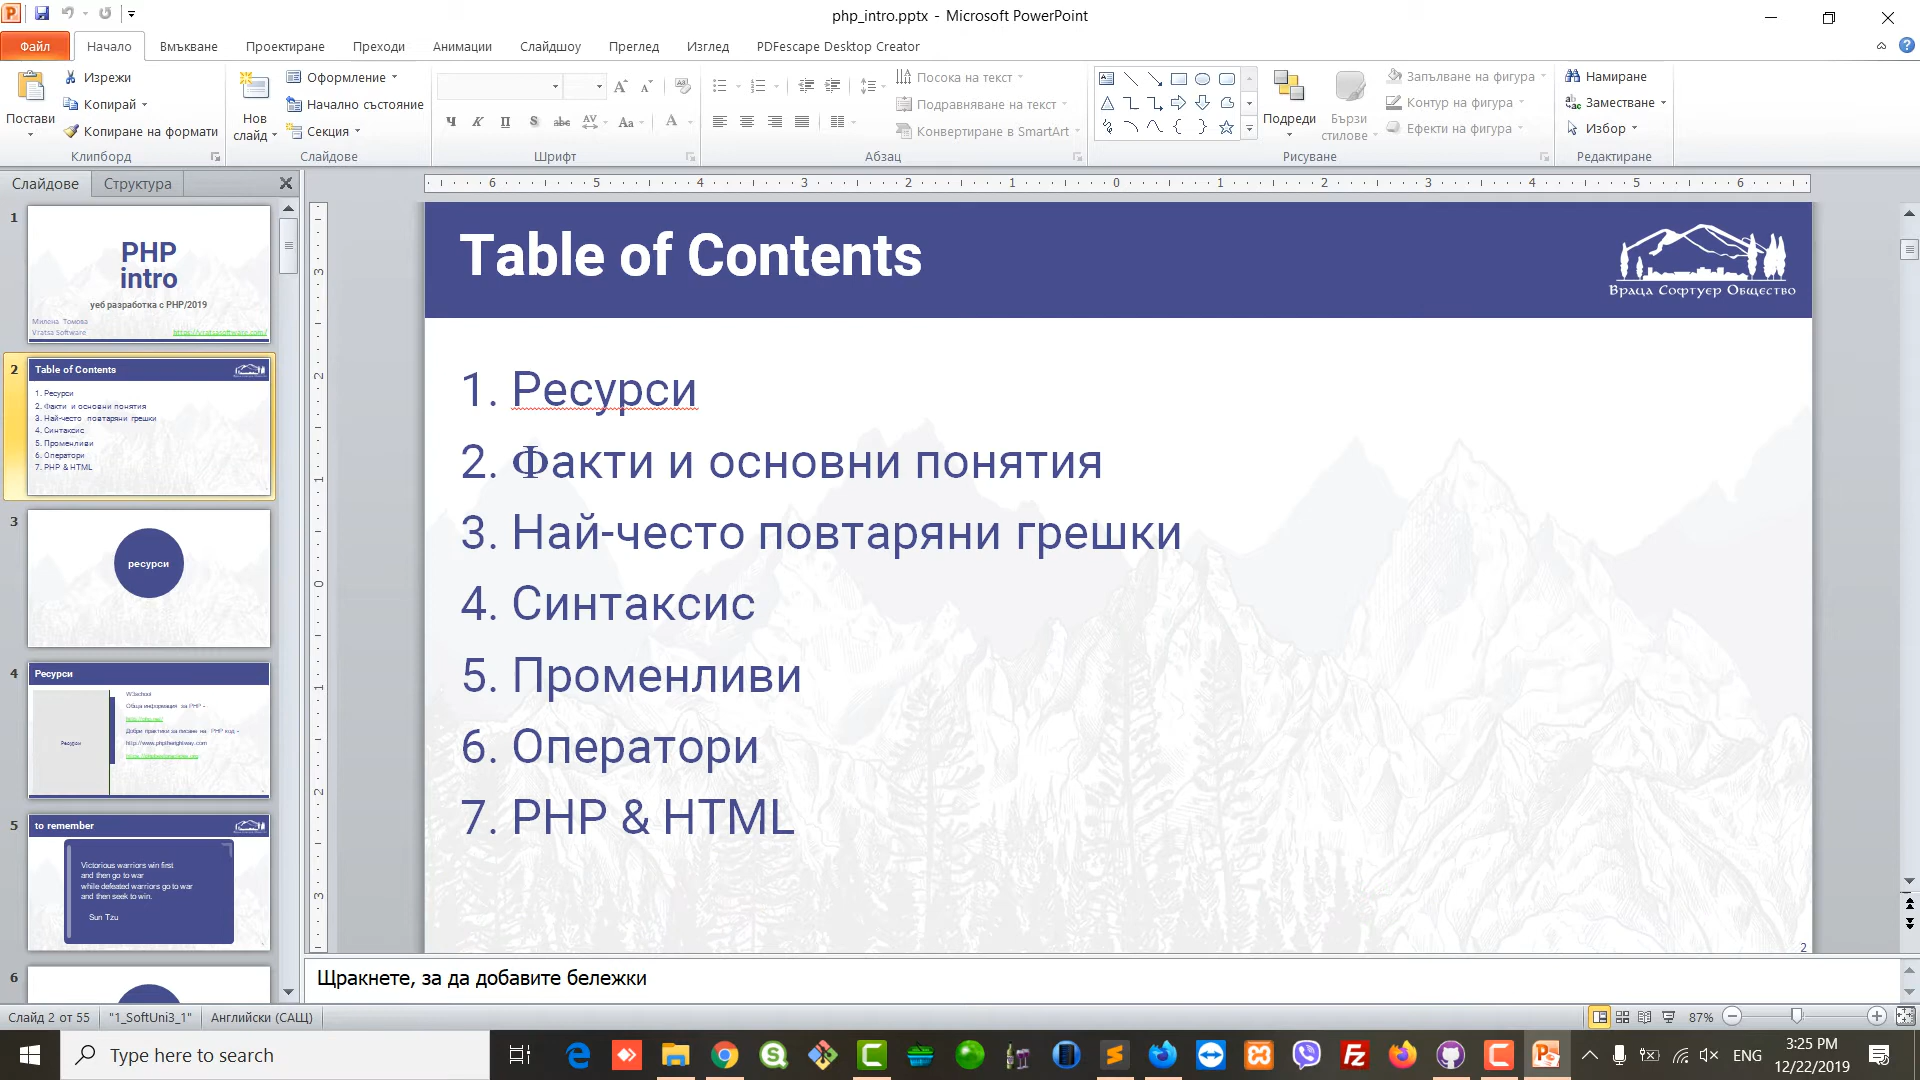 php_intro.pptx - Microsoft PowerPoint
Файл Начало Вмъкване Проектиране Преходи Анимации Слайдшоу Преглед Изглед PDFescape Desktop Creator
Постави
Изрежи
Копирай
Копиране на формати
Клипборд
Нов слайд
Оформление
Начално състояние
Секция
Слайдове
Шрифт
Посока на текст
Подравняване на текст
Конвертиране в SmartArt
Абзац
Подреди
Бързи стилове
Запълване на фигура
Контур на фигура
Ефекти на фигура
Рисуване
Намиране
Заместване
Избор
Редактиране
Слайдове Структура
1
PHP
intro
уеб разработка с PHP/2019
Милена Томова
Vratsa Software
https://vratsasoftware.com/
2
Table of Contents
1. Ресурси
2. Факти и основни понятия
3. Най-често повтаряни грешки
4. Синтаксис
5. Променливи
6. Оператори
7. PHP & HTML
3
ресурси
4
Ресурси
Ресурси
W3school
Обща информация за PHP -
http://php.net/
Добри практики за писане на PHP код -
http://www.phptherightway.com
5
to remember
Victorious warriors win first
and then go to war
while defeated warriors go to war
and then seek to win.
Sun Tzu
6
Table of Contents
Враца Софтуер Общество
1. Ресурси
2. Факти и основни понятия
3. Най-често повтаряни грешки
4. Синтаксис
5. Променливи
6. Оператори
7. PHP & HTML
2
Щракнете, за да добавите бележки
Слайд 2 от 55 "1_SoftUni3_1" Английски (САЩ) 87%
Type here to search
ENG
3:25 PM
12/22/2019